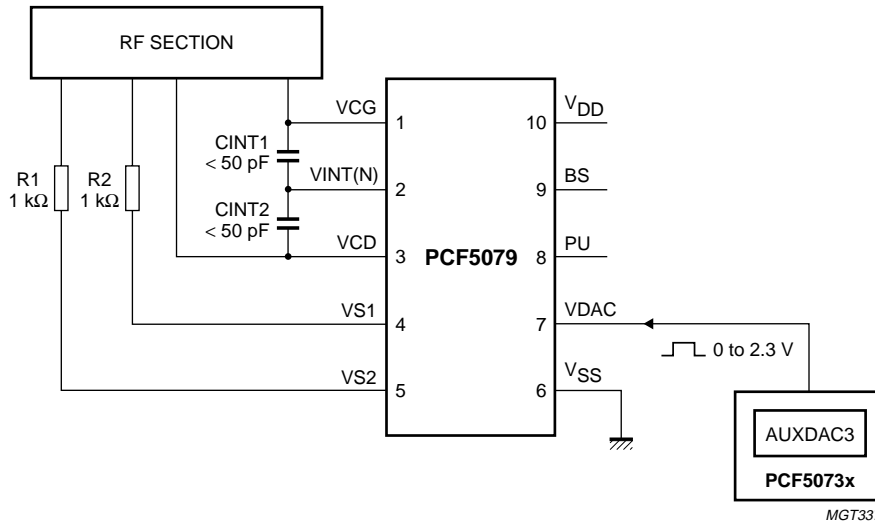 RF SECTION
VCG
1
CINT1
< 50 pF
VINT(N)
2
CINT2
< 50 pF
VCD
3
R1
1 kΩ
R2
1 kΩ
VS1
4
VS2
5
PCF5079
10
VDD
9
BS
8
PU
7
VDAC
0 to 2.3 V
6
VSS
AUXDAC3
PCF5073x
MGT33